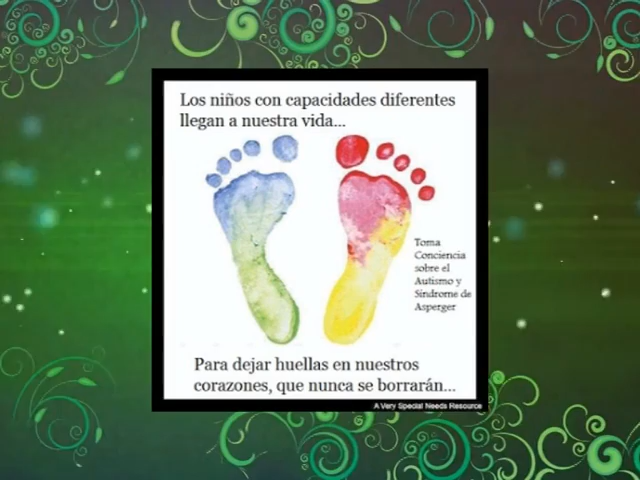 Los niños con capacidades diferentes
llegan a nuestra vida...
Toma
Conciencia
sobre el
Autismo y
Síndrome de
Asperger
Para dejar huellas en nuestros
corazones, que nunca se borrarán...
A Very Special Needs Resource